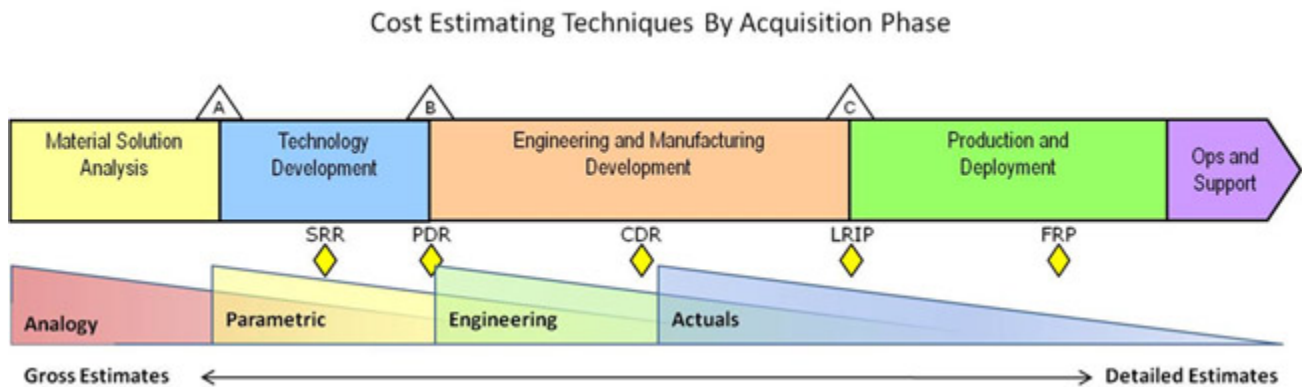 Cost Estimating Techniques By Acquisition Phase
A
B
C
Material Solution
Analysis
Technology
Development
Engineering and Manufacturing
Development
Production and
Deployment
Ops and
Support
SRR
PDR
CDR
LRIP
FRP
Analogy
Parametric
Engineering
Actuals
Gross Estimates
Detailed Estimates